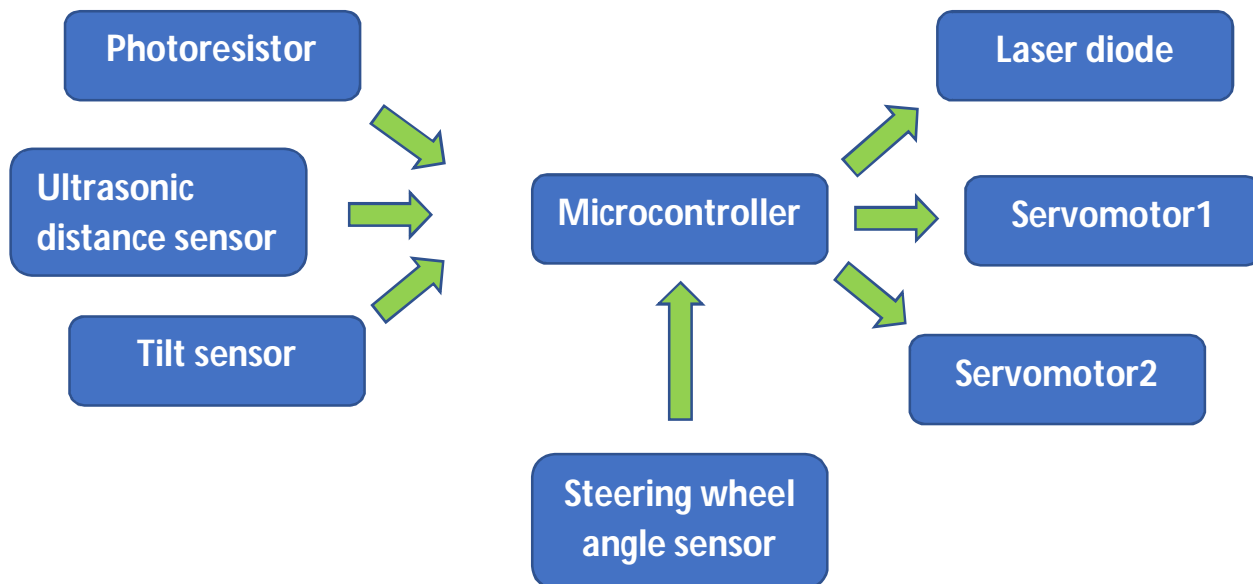 Photoresistor
Laser diode
Ultrasonic
distance sensor
Microcontroller
Servomotor1
Tilt sensor
Servomotor2
Steering wheel
angle sensor